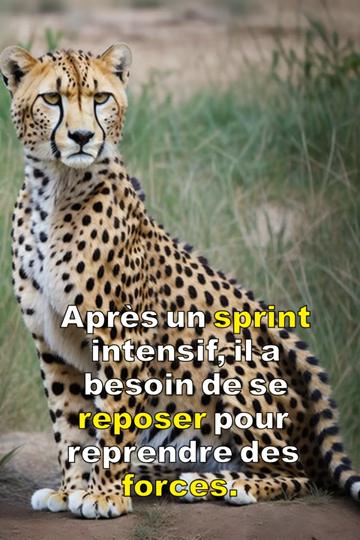 Après un sprint
intensif, il a
besoin de se
reposer pour
reprendre des
forces.